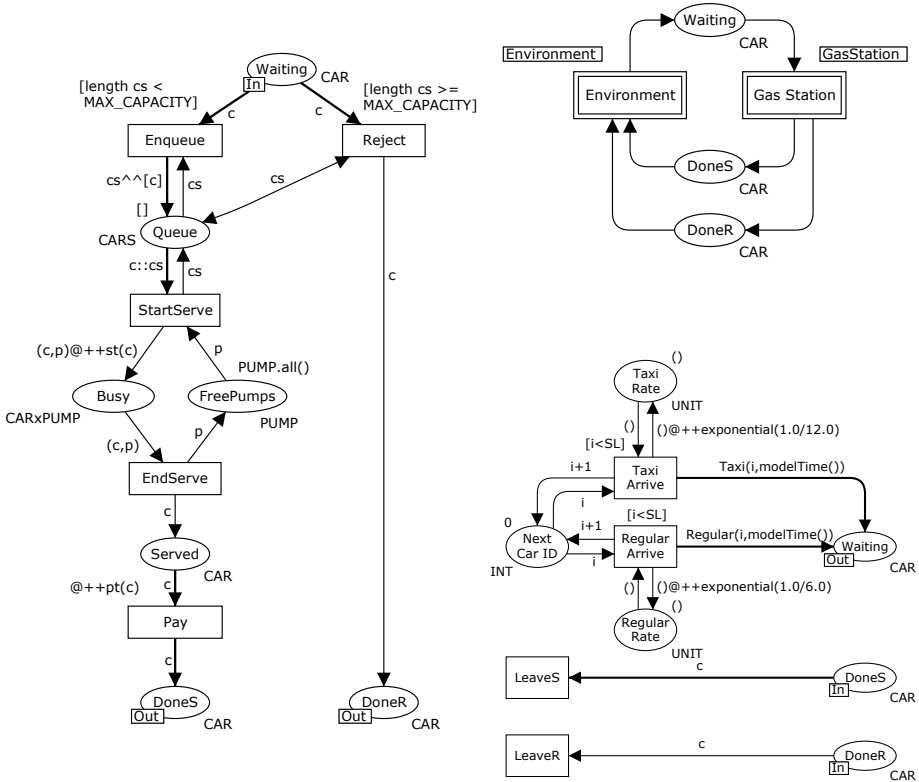 Waiting
In
CAR
[length cs <
MAX_CAPACITY]
[length cs >=
MAX_CAPACITY]
c
c
Enqueue
Reject
cs^^[c]
cs
cs
[]
Queue
CARS
c::cs
cs
c
StartServe
(c,p)@++st(c)
p
PUMP.all()
Busy
FreePumps
CARxPUMP
PUMP
(c,p)
p
EndServe
c
Served
CAR
@++pt(c)
c
Pay
c
DoneS
Out
CAR
DoneR
Out
CAR
Waiting
CAR
Environment
GasStation
Environment
Gas Station
DoneS
CAR
DoneR
CAR
()
Taxi
Rate
UNIT
()
()@++exponential(1.0/12.0)
[i<SL]
i+1
Taxi
Arrive
Taxi(i,modelTime())
i
[i<SL]
0
i+1
Next
Car ID
Regular
Arrive
Regular(i,modelTime())
Waiting
Out
CAR
INT
i
()
()@++exponential(1.0/6.0)
()
Regular
Rate
UNIT
c
LeaveS
DoneS
In
CAR
c
LeaveR
DoneR
In
CAR